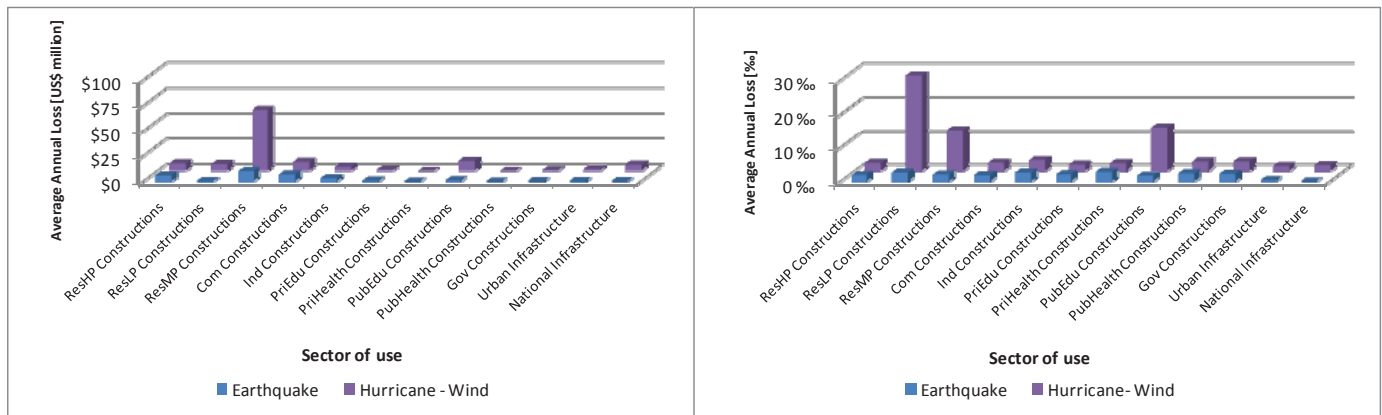 Average Annual Loss [US$ million]
$100
$75
$50
$25
$0
ResHP Constructions
ResLP Constructions
ResMP Constructions
Com Constructions
Ind Constructions
PriEdu Constructions
PriHealth Constructions
PubEdu Constructions
PubHealth Constructions
Gov Constructions
Urban Infrastructure
National Infrastructure
Sector of use
Earthquake
Hurricane - Wind
Average Annual Loss [‰]
30 ‰
20 ‰
10 ‰
0 ‰
ResHP Constructions
ResLP Constructions
ResMP Constructions
Com Constructions
Ind Constructions
PriEdu Constructions
PriHealth Constructions
PubEdu Constructions
PubHealth Constructions
Gov Constructions
Urban Infrastructure
National Infrastructure
Sector of use
Earthquake
Hurricane- Wind